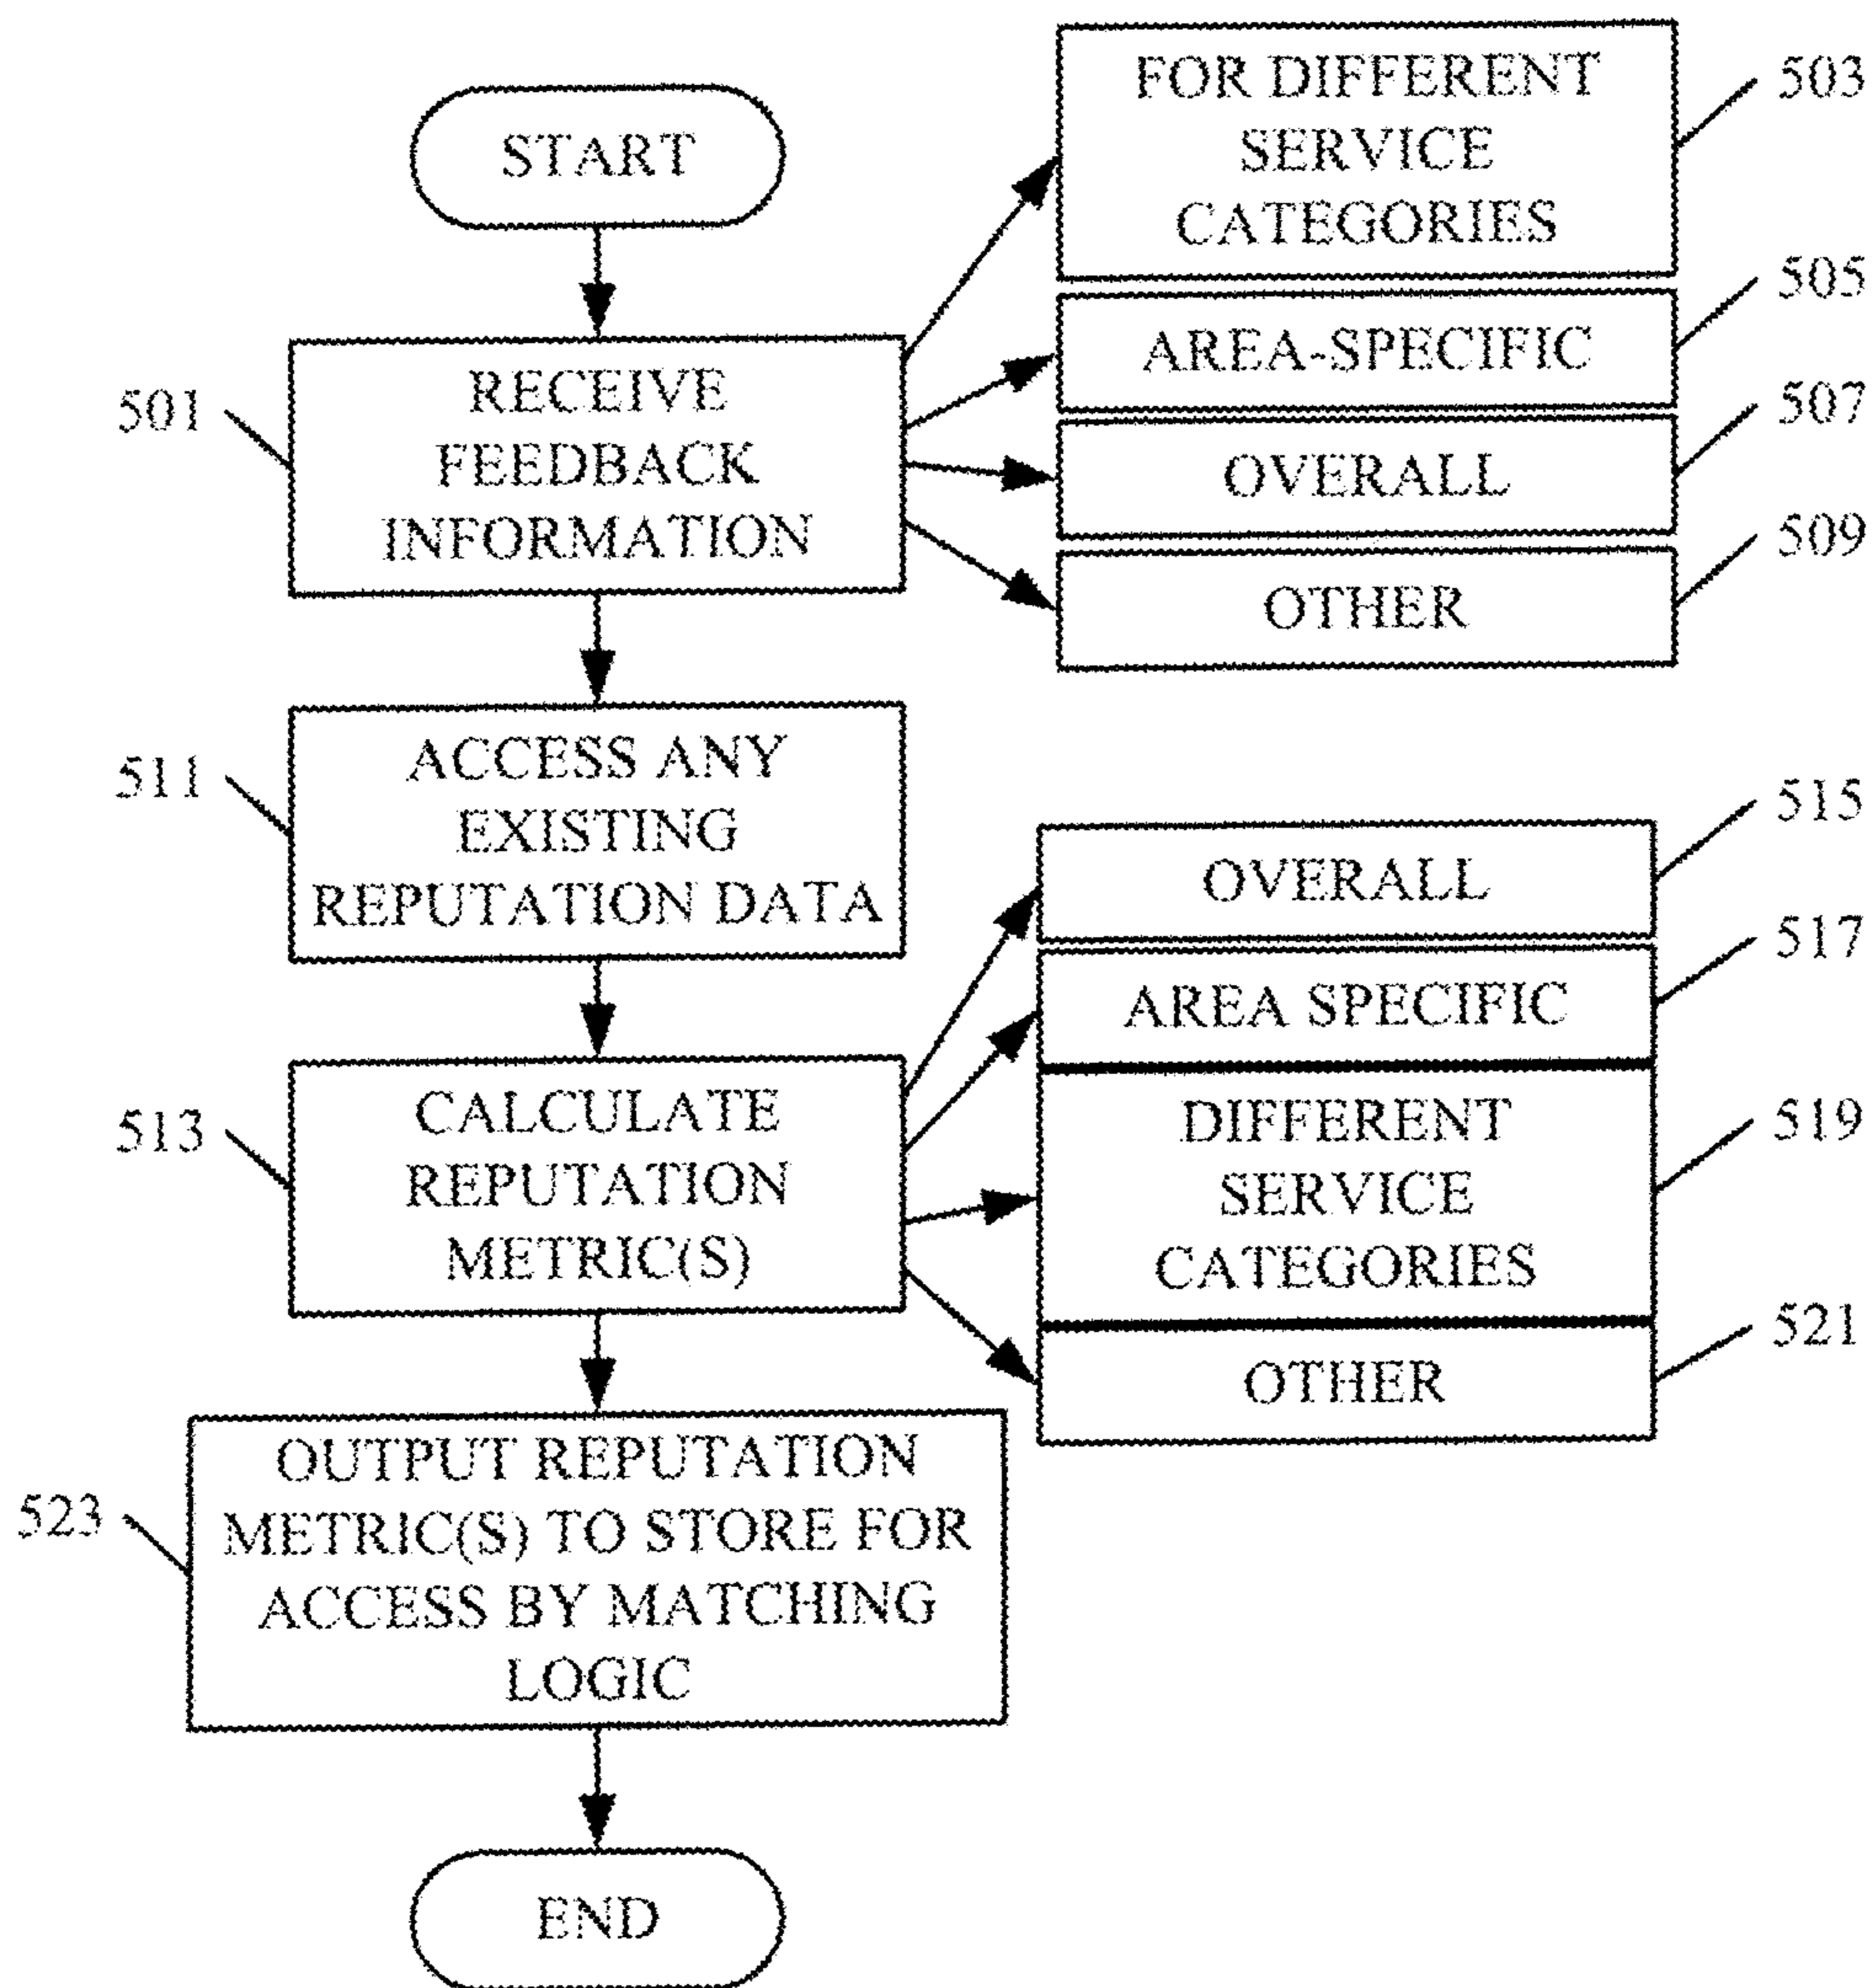 START
FOR DIFFERENT
SERVICE
CATEGORIES
503
AREA-SPECIFIC
505
501
RECEIVE
FEEDBACK
INFORMATION
OVERALL
507
OTHER
509
511
ACCESS ANY
EXISTING
REPUTATION DATA
OVERALL
515
AREA SPECIFIC
517
513
CALCULATE
REPUTATION
METRIC(S)
DIFFERENT
SERVICE
CATEGORIES
519
OTHER
521
523
OUTPUT REPUTATION
METRIC(S) TO STORE FOR
ACCESS BY MATCHING
LOGIC
END